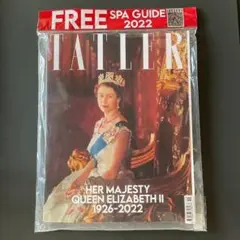 FREE SPA GUIDE
2022
TATLER
HER MAJESTY
QUEEN ELIZABETH II
1926-2022